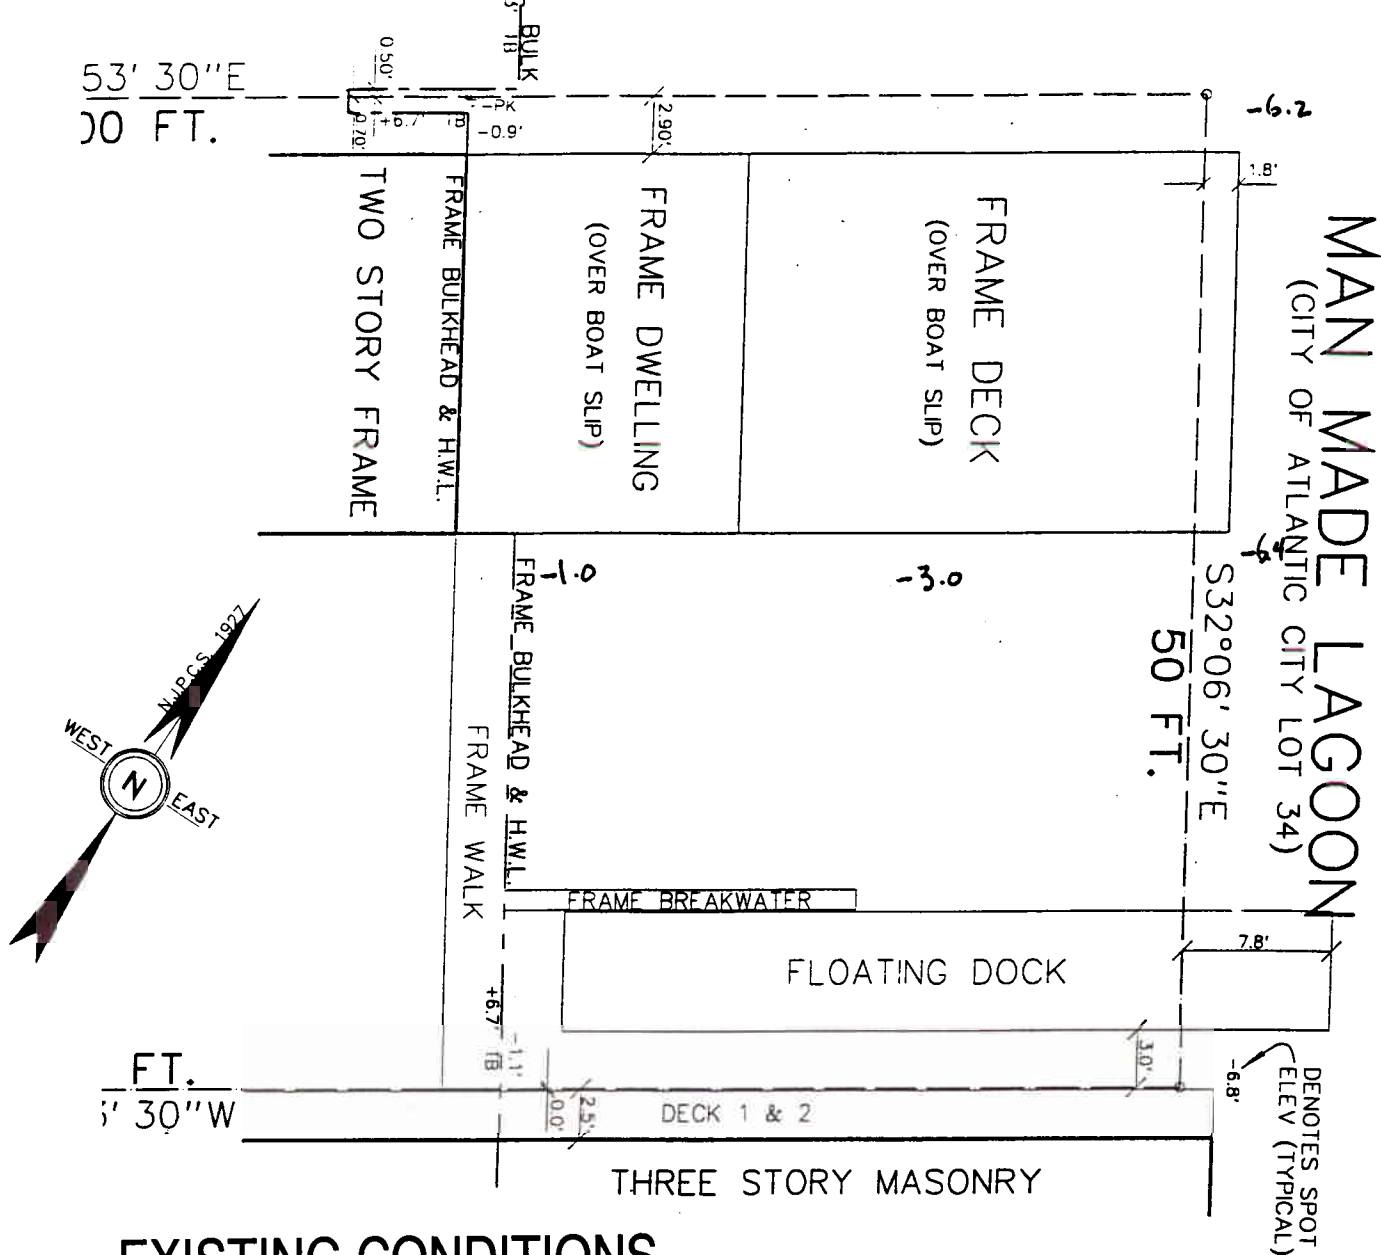 3' TB
BULK
0.50'
53' 30"E
00 FT.
-PK
0.70'
+6.7' TB
-0.9'
2.90'
-6.2
1.8'
TWO STORY FRAME
FRAME BULKHEAD & H.W.L.
FRAME DWELLING
(OVER BOAT SLIP)
FRAME DECK
(OVER BOAT SLIP)
MAN MADE LAGOON
(CITY OF ATLANTIC CITY LOT 34)
-1.0
-3.0
-6.4
S32°06' 30"E
50 FT.
FRAME BULKHEAD & H.W.L.
FRAME WALK
N.J.P.C.S. 1927
WEST
N
EAST
FRAME BREAKWATER
FLOATING DOCK
7.8'
+6.7'
-1.1'
TB
3.0'
-6.8'
DENOTES SPOT
ELEV (TYPICAL)
FT.
5' 30"W
0.0'
2.5'
DECK 1 & 2
THREE STORY MASONRY
EXISTING CONDITIONS